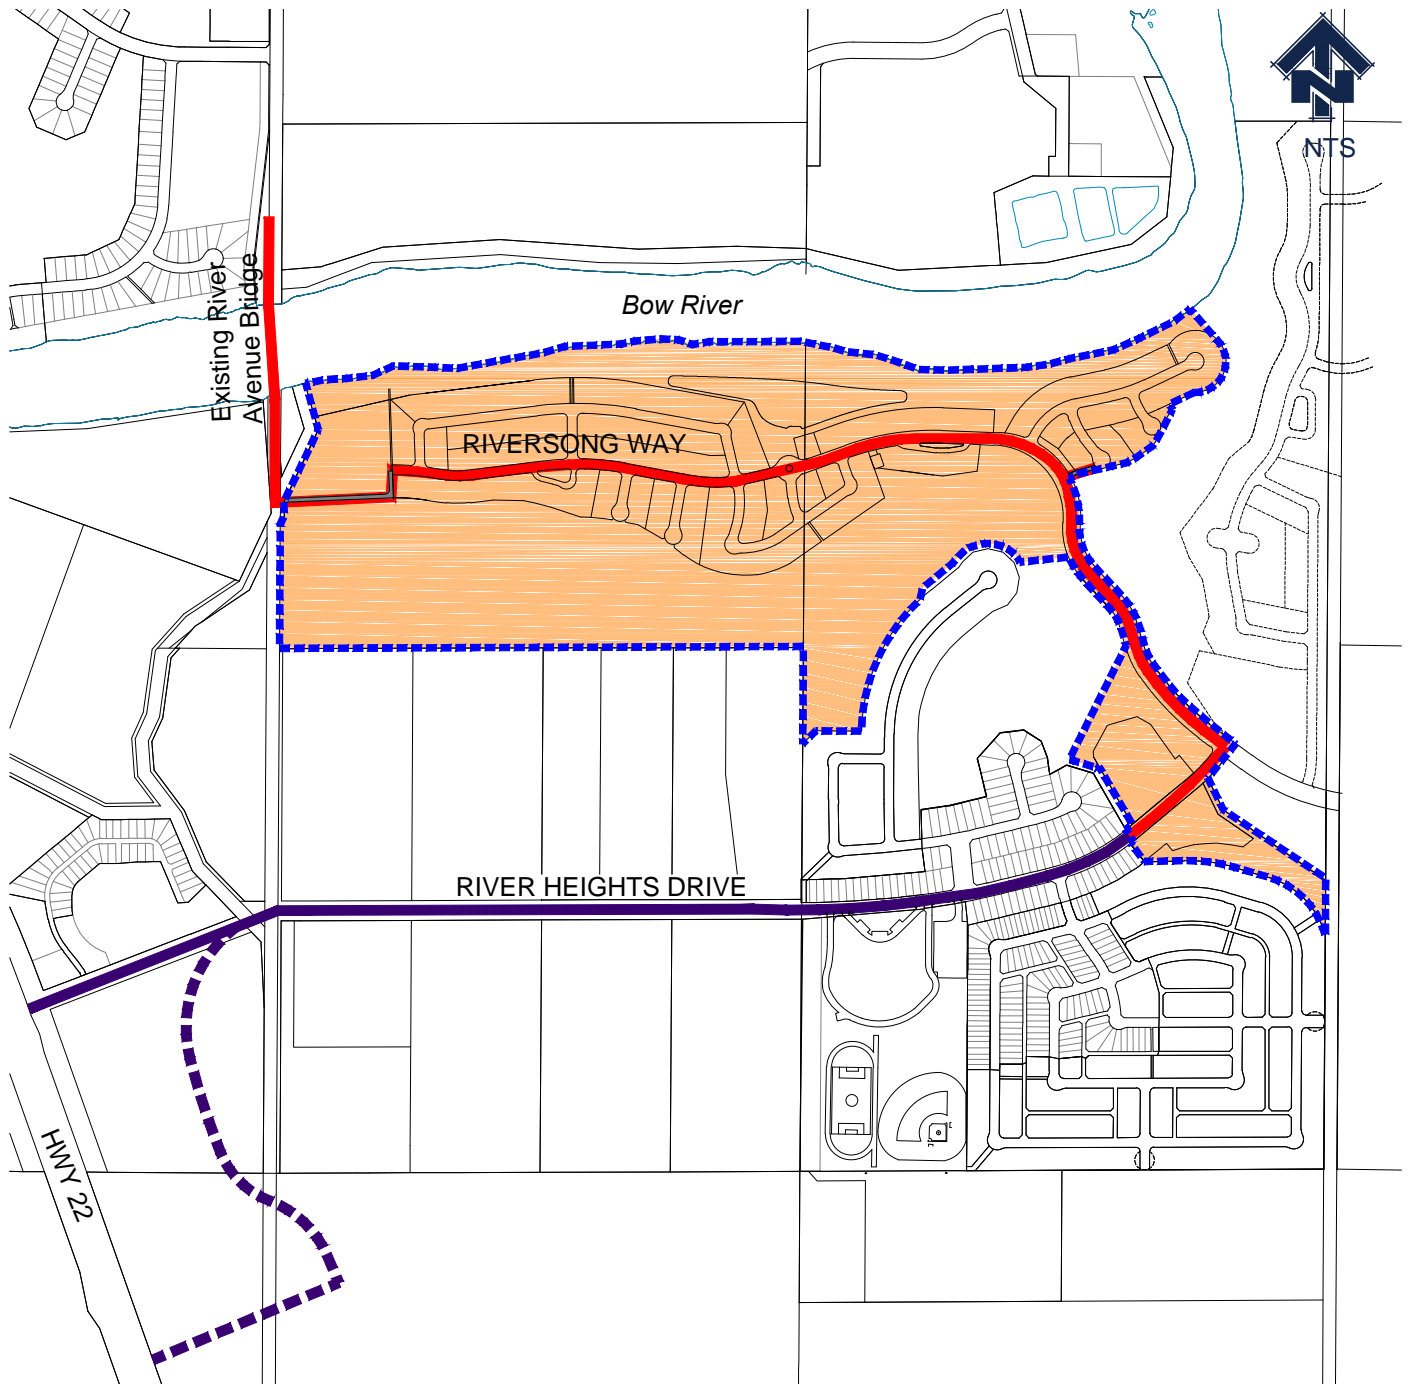 N
NTS
Existing River
Avenue Bridge
Bow River
RIVERSONG WAY
RIVER HEIGHTS DRIVE
HWY 22